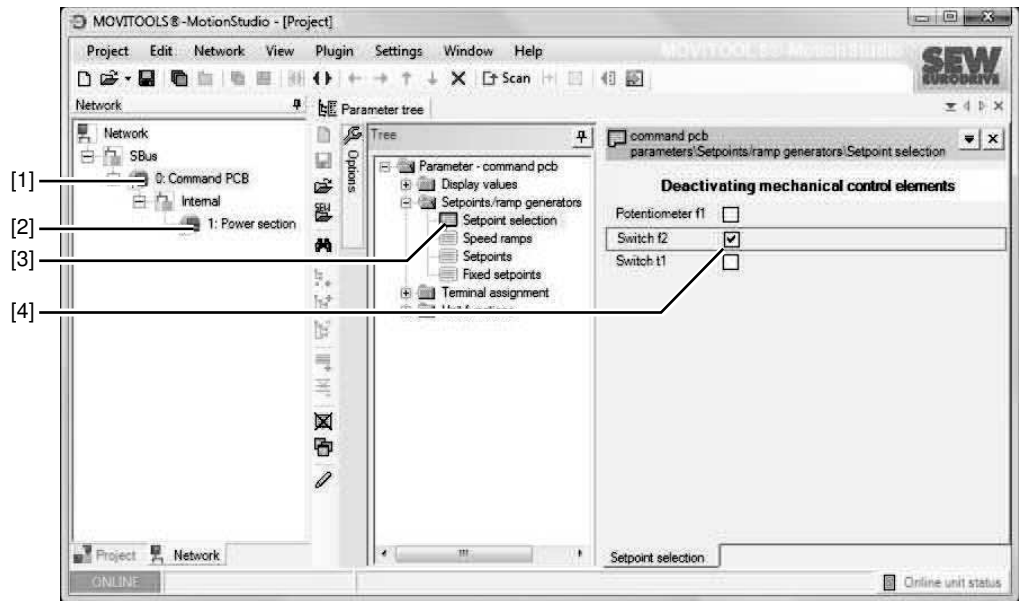 MOVITOOLS®-MotionStudio - [Project]
Project Edit Network View Plugin Settings Window Help
SEW
EURODRIVE
Scan
Network
Parameter tree
Network
SBus
0: Command PCB
Internal
1: Power section
Options
Tree
Parameter - command pcb
Display values
Setpoints/ramp generators
Setpoint selection
Speed ramps
Setpoints
Fixed setpoints
Terminal assignment
command pcb
parameters\Setpoints/ramp generators\Setpoint selection
Deactivating mechanical control elements
Potentiometer f1
Switch f2
Switch t1
[1]
[2]
[3]
[4]
Project Network
Setpoint selection
ONLINE
Online unit status